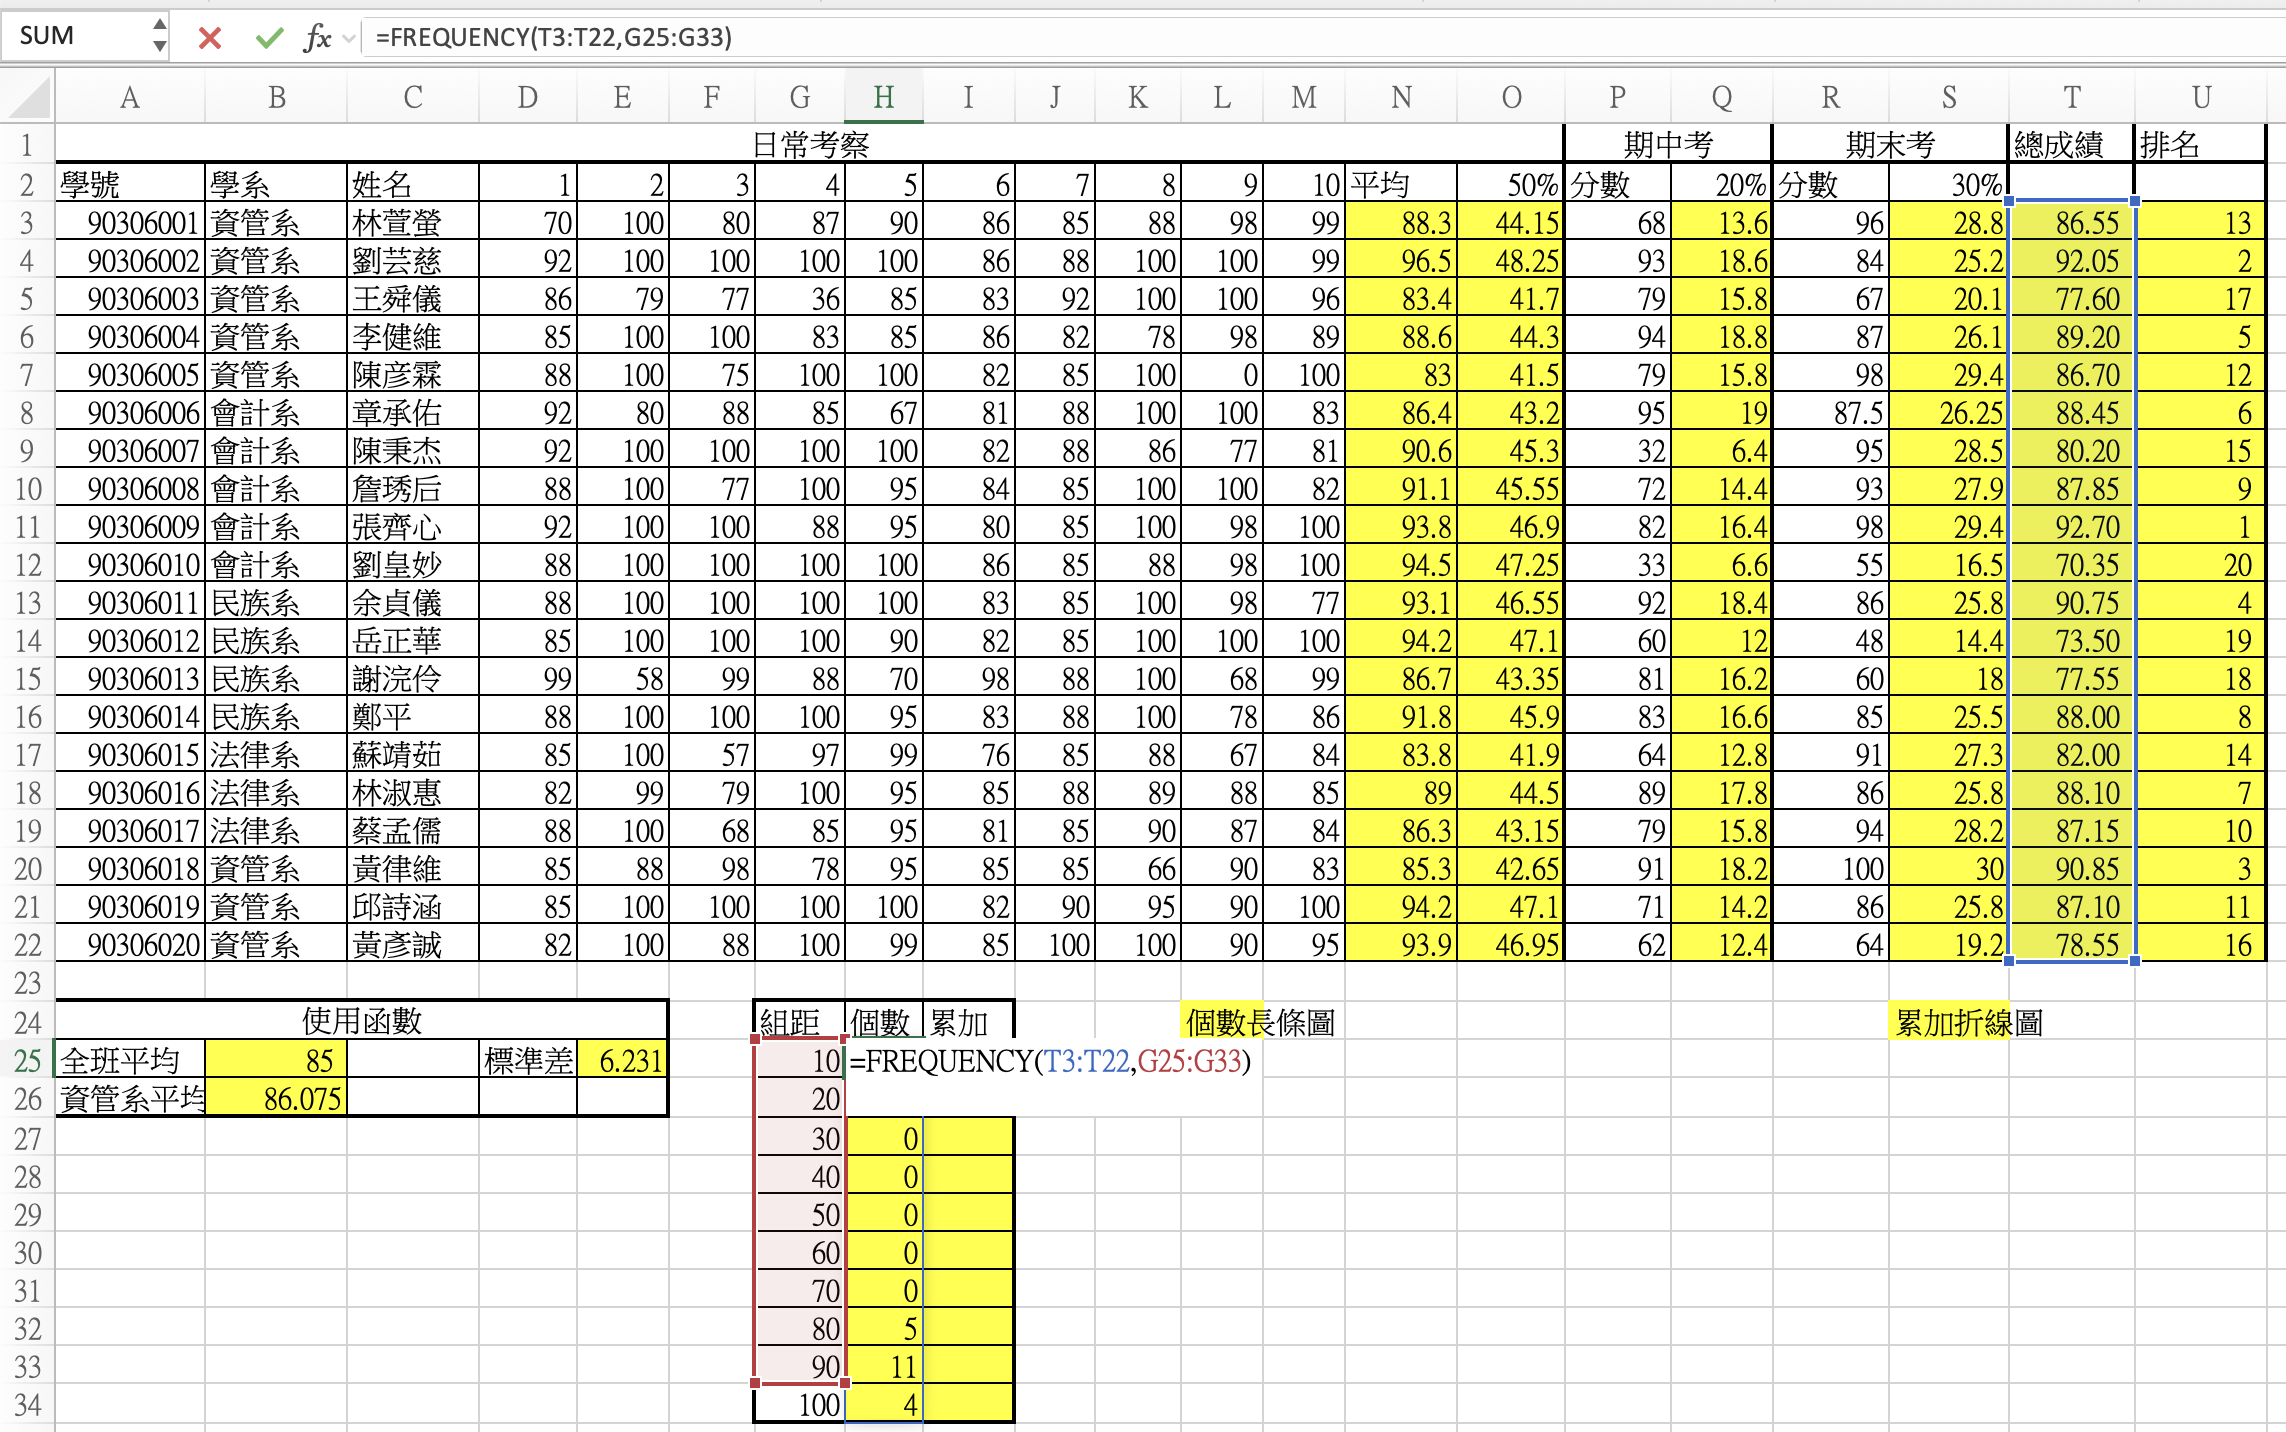 SUM fx =FREQUENCY(T3:T22,G25:G33)
A B C D E F G H I J K L M N O P Q R S T U
1 日常考察 期中考 期末考 總成績 排名
2 學號 學系 姓名 1 2 3 4 5 6 7 8 9 10 平均 50% 分數 20% 分數 30%
3 90306001 資管系 林萱螢 70 100 80 87 90 86 85 88 98 99 88.3 44.15 68 13.6 96 28.8 86.55 13
4 90306002 資管系 劉芸慈 92 100 100 100 100 86 88 100 100 99 96.5 48.25 93 18.6 84 25.2 92.05 2
5 90306003 資管系 王舜儀 86 79 77 36 85 83 92 100 100 96 83.4 41.7 79 15.8 67 20.1 77.60 17
6 90306004 資管系 李健維 85 100 100 83 85 86 82 78 98 89 88.6 44.3 94 18.8 87 26.1 89.20 5
7 90306005 資管系 陳彦霖 88 100 75 100 100 82 85 100 0 100 83 41.5 79 15.8 98 29.4 86.70 12
8 90306006 會計系 章承佑 92 80 88 85 67 81 88 100 100 83 86.4 43.2 95 19 87.5 26.25 88.45 6
9 90306007 會計系 陳秉杰 92 100 100 100 100 82 88 86 77 81 90.6 45.3 32 6.4 95 28.5 80.20 15
10 90306008 會計系 詹琇后 88 100 77 100 95 84 85 100 100 82 91.1 45.55 72 14.4 93 27.9 87.85 9
11 90306009 會計系 張齊心 92 100 100 88 95 80 85 100 98 100 93.8 46.9 82 16.4 98 29.4 92.70 1
12 90306010 會計系 劉皇妙 88 100 100 100 100 86 85 88 98 100 94.5 47.25 33 6.6 55 16.5 70.35 20
13 90306011 民族系 余貞儀 88 100 100 100 100 83 85 100 98 77 93.1 46.55 92 18.4 86 25.8 90.75 4
14 90306012 民族系 岳正華 85 100 100 100 90 82 85 100 100 100 94.2 47.1 60 12 48 14.4 73.50 19
15 90306013 民族系 謝浣伶 99 58 99 88 70 98 88 100 68 99 86.7 43.35 81 16.2 60 18 77.55 18
16 90306014 民族系 鄭平 88 100 100 100 95 83 88 100 78 86 91.8 45.9 83 16.6 85 25.5 88.00 8
17 90306015 法律系 蘇靖茹 85 100 57 97 99 76 85 88 67 84 83.8 41.9 64 12.8 91 27.3 82.00 14
18 90306016 法律系 林淑惠 82 99 79 100 95 85 88 89 88 85 89 44.5 89 17.8 86 25.8 88.10 7
19 90306017 法律系 蔡孟儒 88 100 68 85 95 81 85 90 87 84 86.3 43.15 79 15.8 94 28.2 87.15 10
20 90306018 資管系 黃律維 85 88 98 78 95 85 85 66 90 83 85.3 42.65 91 18.2 100 30 90.85 3
21 90306019 資管系 邱詩涵 85 100 100 100 100 82 90 95 90 100 94.2 47.1 71 14.2 86 25.8 87.10 11
22 90306020 資管系 黃彥誠 82 100 88 100 99 85 100 100 90 95 93.9 46.95 62 12.4 64 19.2 78.55 16
23
24 使用函數 組距 個數 累加 個數長條圖 累加折線圖
25 全班平均 85 標準差 6.231 10 =FREQUENCY(T3:T22,G25:G33)
26 資管系平均 86.075 20
27 30 0
28 40 0
29 50 0
30 60 0
31 70 0
32 80 5
33 90 11
34 100 4